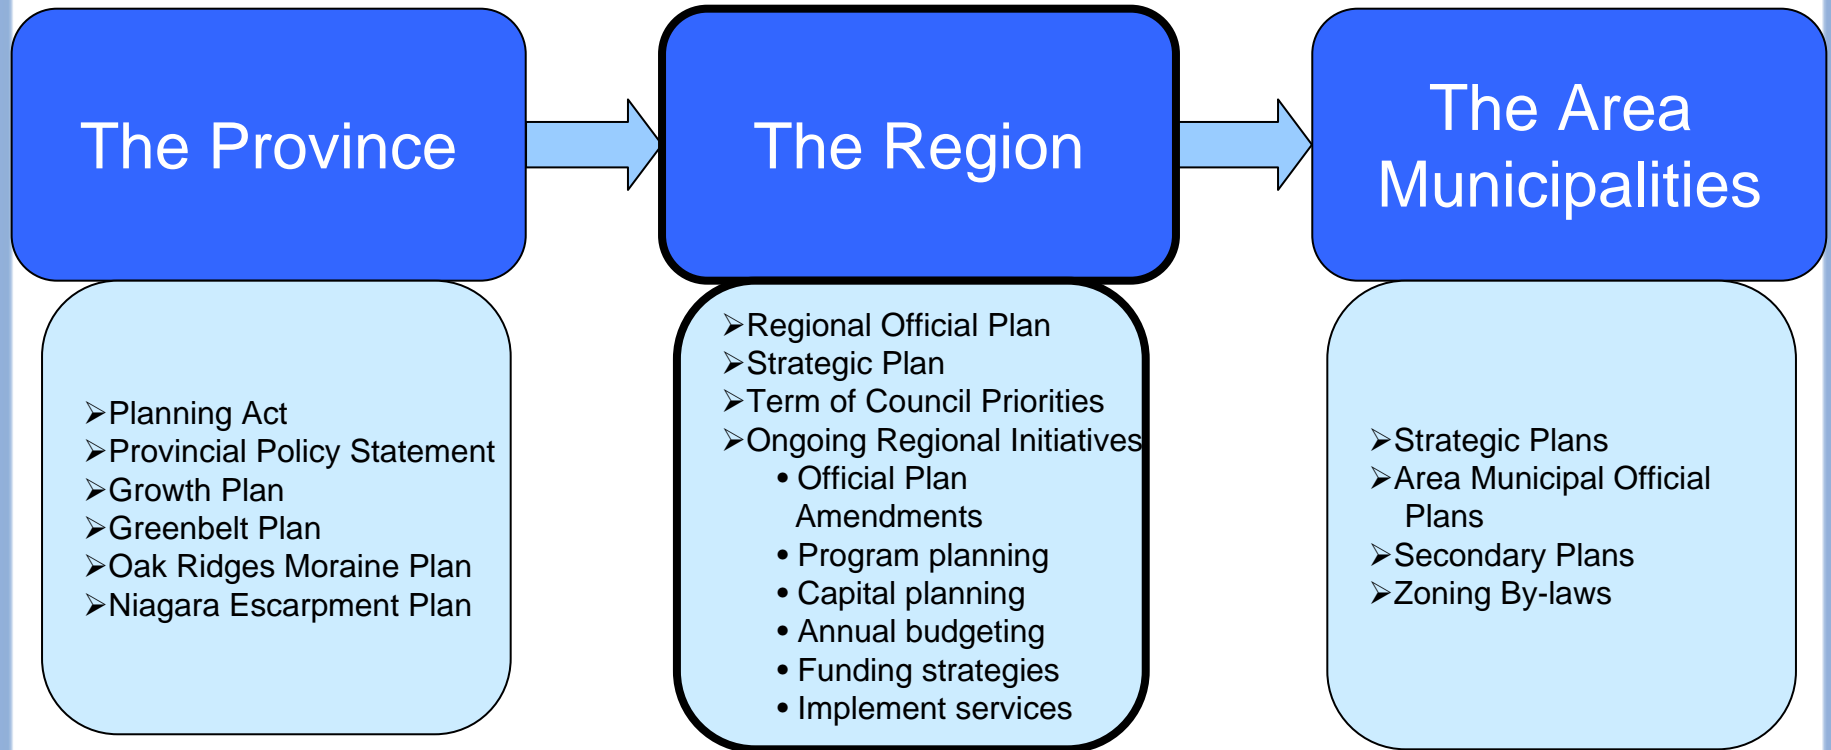 The Province
The Region
The Area
Municipalities
➢Planning Act
➢Provincial Policy Statement
➢Growth Plan
➢Greenbelt Plan
➢Oak Ridges Moraine Plan
➢Niagara Escarpment Plan
➢Regional Official Plan
➢Strategic Plan
➢Term of Council Priorities
➢Ongoing Regional Initiatives
• Official Plan
Amendments
• Program planning
• Capital planning
• Annual budgeting
• Funding strategies
• Implement services
➢Strategic Plans
➢Area Municipal Official
Plans
➢Secondary Plans
➢Zoning By-laws